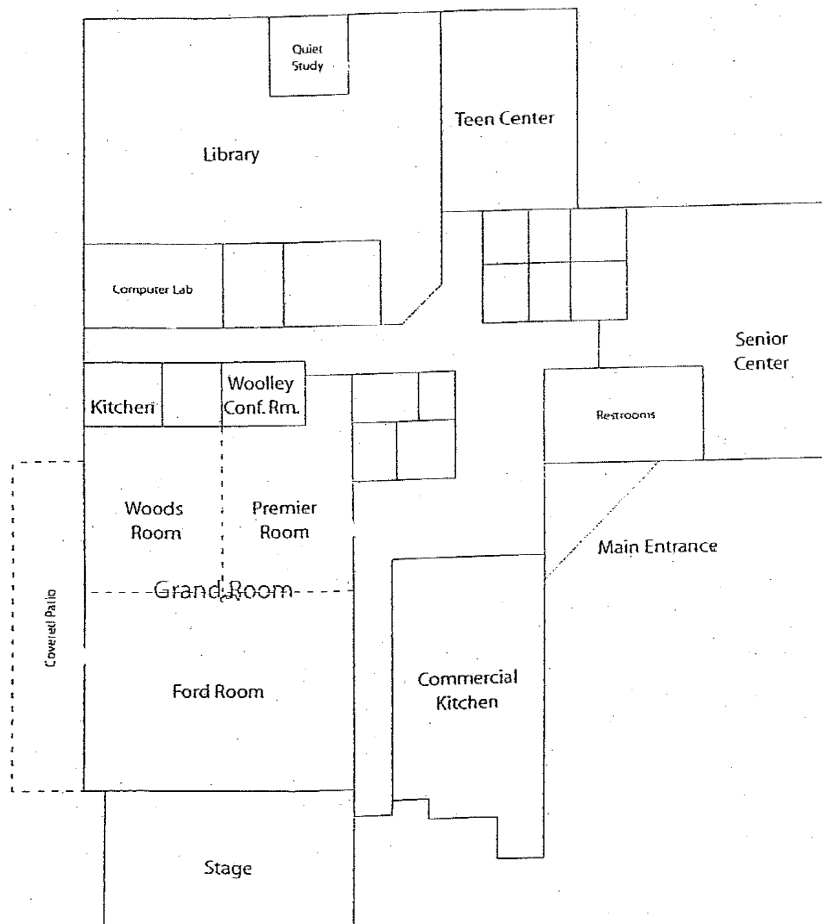 Quiet
Study
Teen Center
Library
Computer Lab
Senior
Center
Kitchen
Woolley
Conf. Rm.
Restrooms
Woods
Room
Premier
Room
Main Entrance
Grand Room
Covered Patio
Ford Room
Commercial
Kitchen
Stage